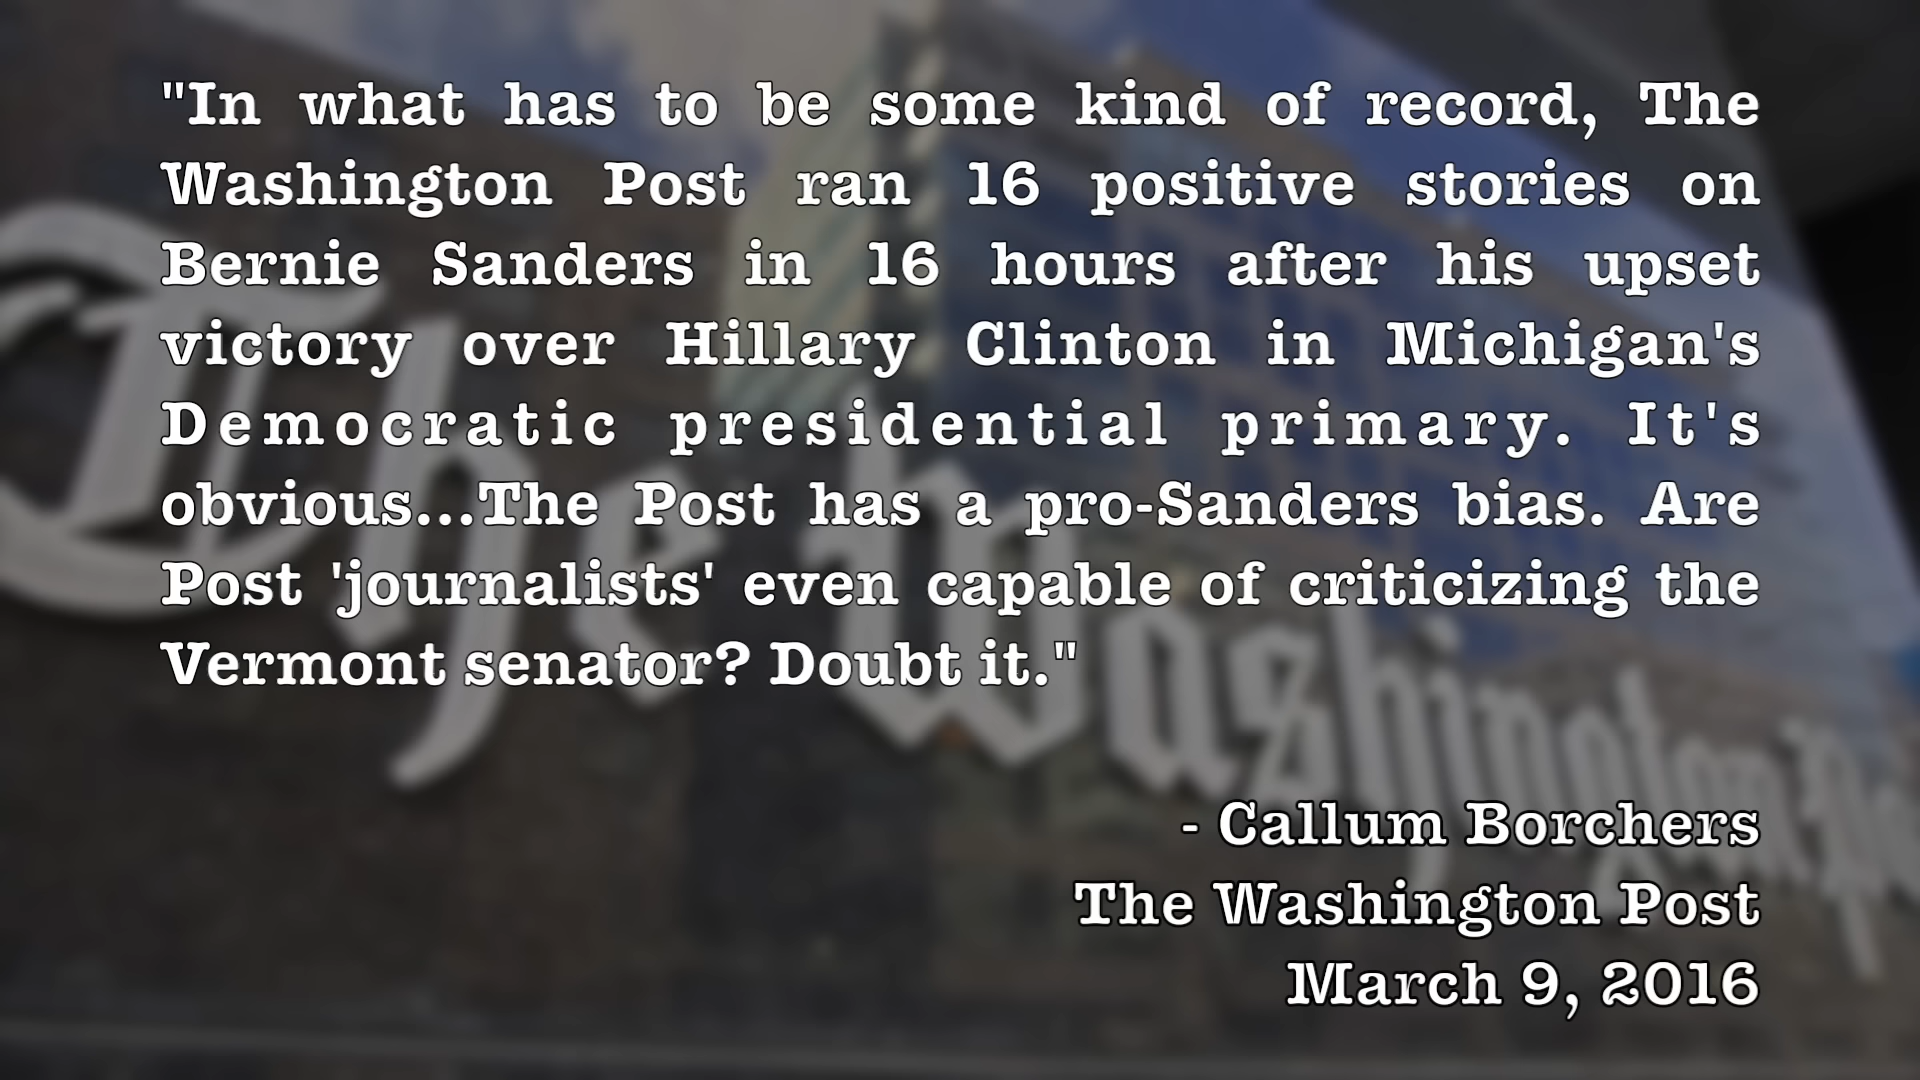 "In what has to be some kind of record, The
Washington Post ran 16 positive stories on
Bernie Sanders in 16 hours after his upset
victory over Hillary Clinton in Michigan's
Democratic presidential primary. It's
obvious...The Post has a pro-Sanders bias. Are
Post 'journalists' even capable of criticizing the
Vermont senator? Doubt it."
- Callum Borchers
The Washington Post
March 9, 2016
The Washington Po